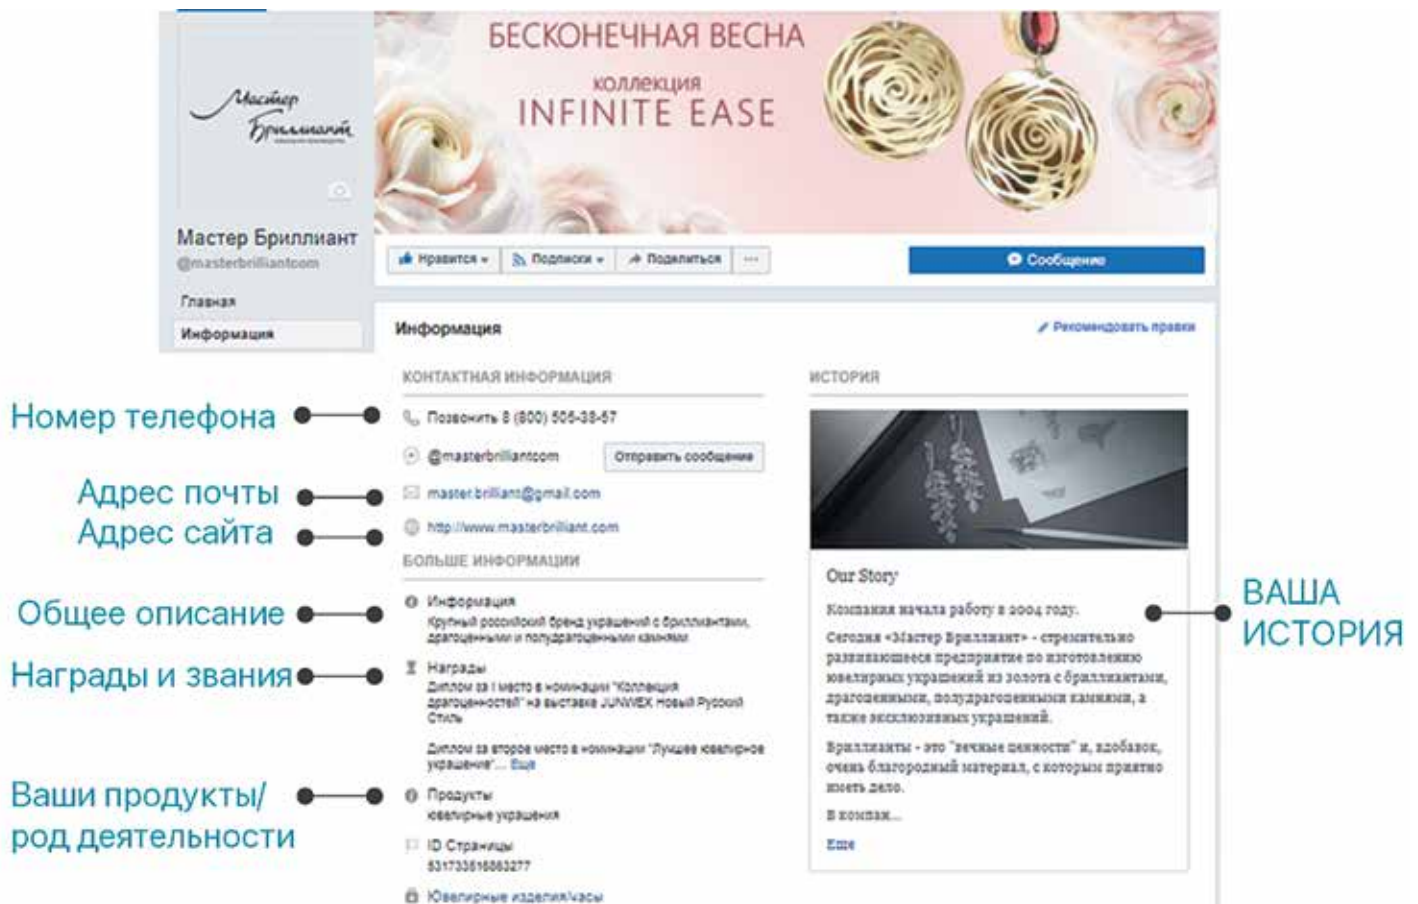 БЕСКОНЕЧНАЯ ВЕСНА
коллекция
INFINITE EASE
Мастер
Бриллиант
Мастер Бриллиант
@masterbrilliantcom
Главная
Информация
Нравится
Подписки
Поделиться
...
Сообщение
Информация
Рекомендовать правки
КОНТАКТНАЯ ИНФОРМАЦИЯ
Номер телефона
Позвонить 8 (800) 505-38-57
@masterbrilliantcom
Отправить сообщение
Адрес почты
master.brilliant@gmail.com
Адрес сайта
http://www.masterbrilliant.com
БОЛЬШЕ ИНФОРМАЦИИ
Общее описание
Информация
Крупный российский бренд украшений с бриллиантами,
драгоценными и полудрагоценными камнями
Награды и звания
Награды
Диплом за I место в номинации "Коллекция
драгоценностей" на выставке JUNWEX Новый Русский
Стиль
Диплом за второе место в номинации "Лучшее ювелирное
украшение"... Еще
Ваши продукты/
род деятельности
Продукты
ювелирные украшения
ID Страницы
531733516863277
Ювелирные изделия/часы
ИСТОРИЯ
Our Story
Компания начала работу в 2004 году.
Сегодня «Мастер Бриллиант» - стремительно
развивающееся предприятие по изготовлению
ювелирных украшений из золота с бриллиантами,
драгоценными, полудрагоценными камнями, а
также эксклюзивных украшений.
Бриллианты - это "вечные ценности" и, вдобавок,
очень благородный материал, с которым приятно
иметь дело.
В компан...
Еще
ВАША
ИСТОРИЯ